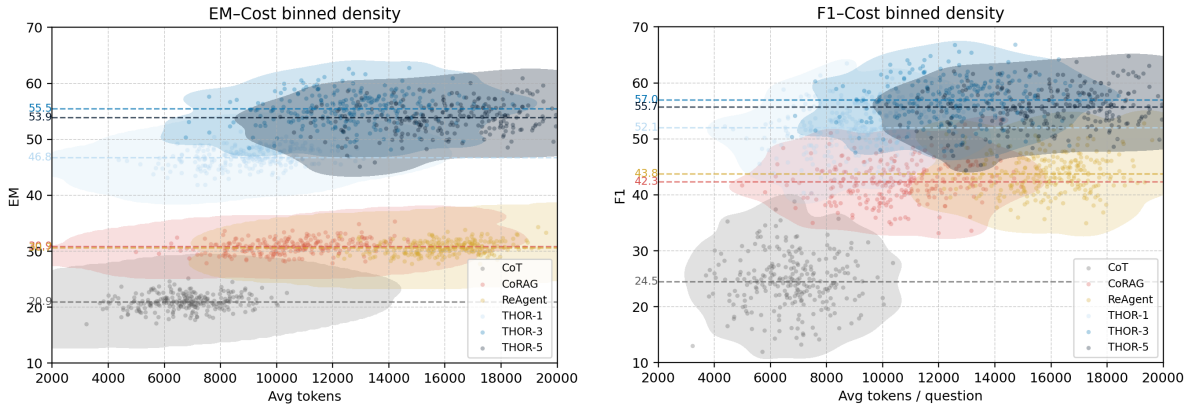 EM–Cost binned density
70
60
50
40
30
20
10
EM
55.5
53.9
46.8
30.9
20.9
2000 4000 6000 8000 10000 12000 14000 16000 18000 20000
Avg tokens
CoT
CoRAG
ReAgent
THOR-1
THOR-3
THOR-5
F1–Cost binned density
70
60
50
40
30
20
10
F1
57.0
55.7
52.1
43.8
42.3
24.5
2000 4000 6000 8000 10000 12000 14000 16000 18000 20000
Avg tokens / question
CoT
CoRAG
ReAgent
THOR-1
THOR-3
THOR-5